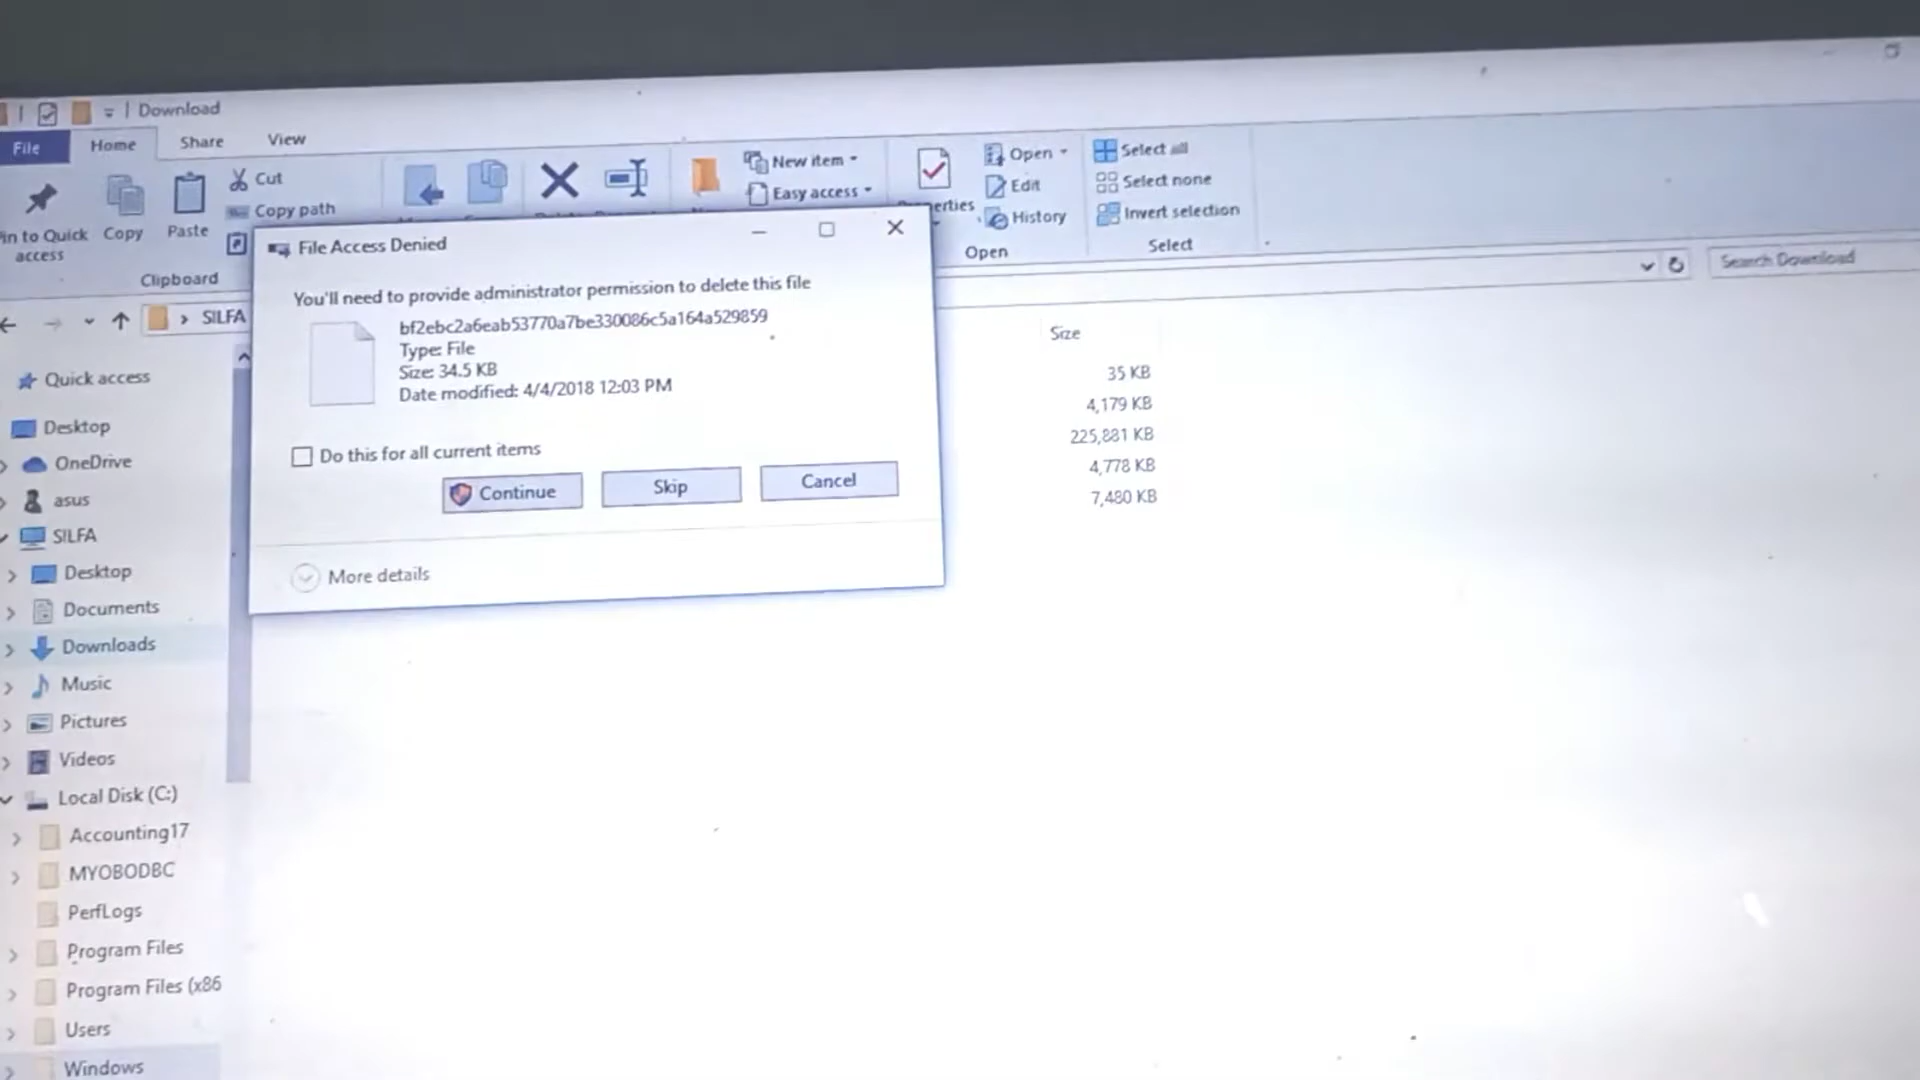 Download
File
Home
Share
View
Cut
Copy path
in to Quick
access
Copy
Paste
Clipboard
New item
Easy access
erties
Open
Edit
History
Open
Select all
Select none
Invert selection
Select
SILFA
Search Download
File Access Denied
You'll need to provide administrator permission to delete this file
bf2ebc2a6eab53770a7be330086c5a164a529859
Type: File
Size: 34.5 KB
Date modified: 4/4/2018 12:03 PM
Do this for all current items
Continue
Skip
Cancel
More details
Size
35 KB
4,179 KB
225,881 KB
4,778 KB
7,480 KB
Quick access
Desktop
OneDrive
asus
SILFA
Desktop
Documents
Downloads
Music
Pictures
Videos
Local Disk (C:)
Accounting17
MYOBODBC
PerfLogs
Program Files
Program Files (x86
Users
Windows